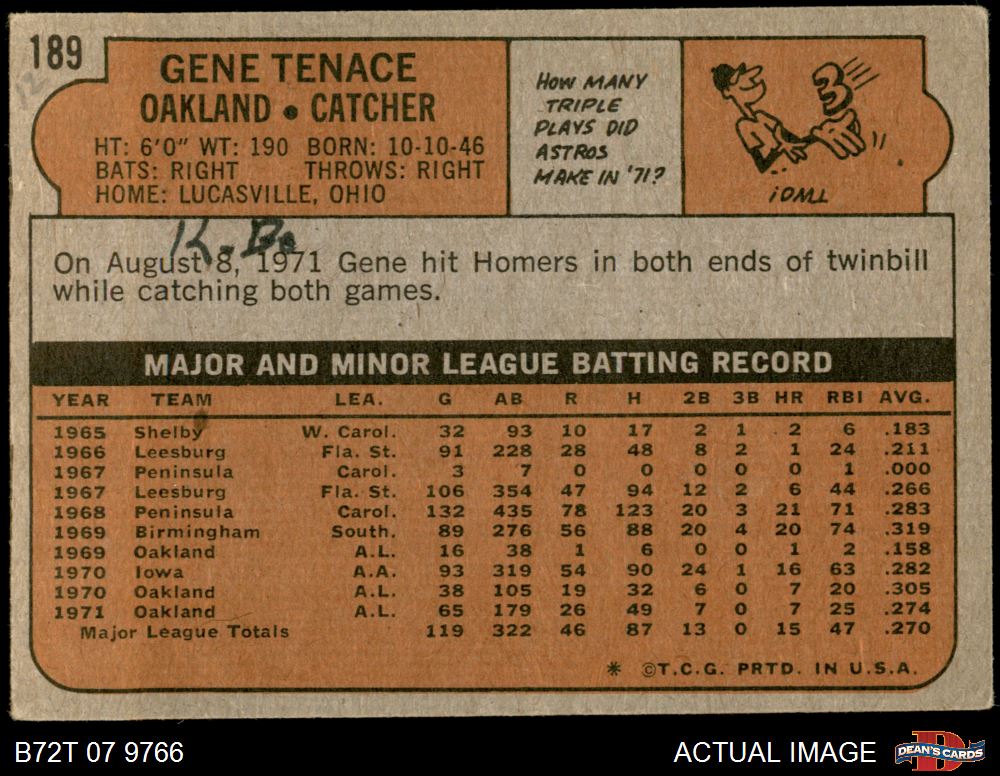 189
12
GENE TENACE
OAKLAND • CATCHER
HT: 6'0" WT: 190 BORN: 10-10-46
BATS: RIGHT THROWS: RIGHT
HOME: LUCASVILLE, OHIO
HOW MANY
TRIPLE
PLAYS DID
ASTROS
MAKE IN '71?
3
TWO!
K. B.
On August 8, 1971 Gene hit Homers in both ends of twinbill
while catching both games.
MAJOR AND MINOR LEAGUE BATTING RECORD
YEAR TEAM LEA. G AB R H 2B 3B HR RBI AVG.
1965 Shelby W. Carol. 32 93 10 17 2 1 2 6 .183
1966 Leesburg Fla. St. 91 228 28 48 8 2 1 24 .211
1967 Peninsula Carol. 3 7 0 0 0 0 0 1 .000
1967 Leesburg Fla. St. 106 354 47 94 12 2 6 44 .266
1968 Peninsula Carol. 132 435 78 123 20 3 21 71 .283
1969 Birmingham South. 89 276 56 88 20 4 20 74 .319
1969 Oakland A.L. 16 38 1 6 0 0 1 2 .158
1970 Iowa A.A. 93 319 54 90 24 1 16 63 .282
1970 Oakland A.L. 38 105 19 32 6 0 7 20 .305
1971 Oakland A.L. 65 179 26 49 7 0 7 25 .274
Major League Totals 119 322 46 87 13 0 15 47 .270
* ©T.C.G. PRTD. IN U.S.A.
B72T 07 9766
ACTUAL IMAGE
D
DEAN'S CARDS